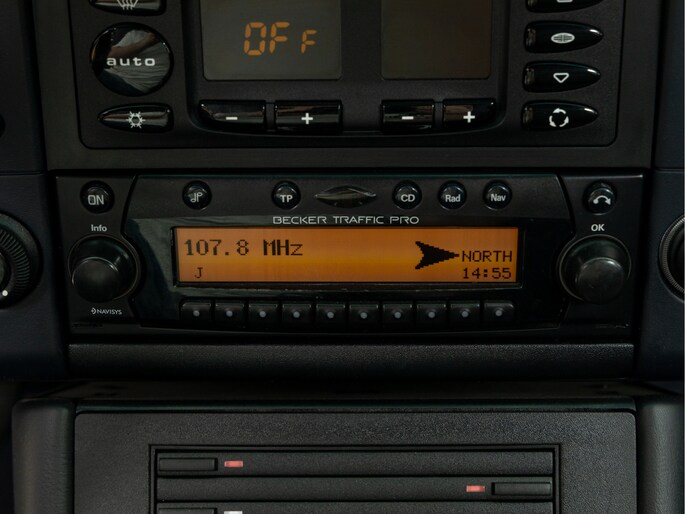 OFF
auto
- + - +
ON JP TP CD Rad Nav
BECKER TRAFFIC PRO
Info
OK
107.8 MHz
NORTH
J
14:55
NAVISYS